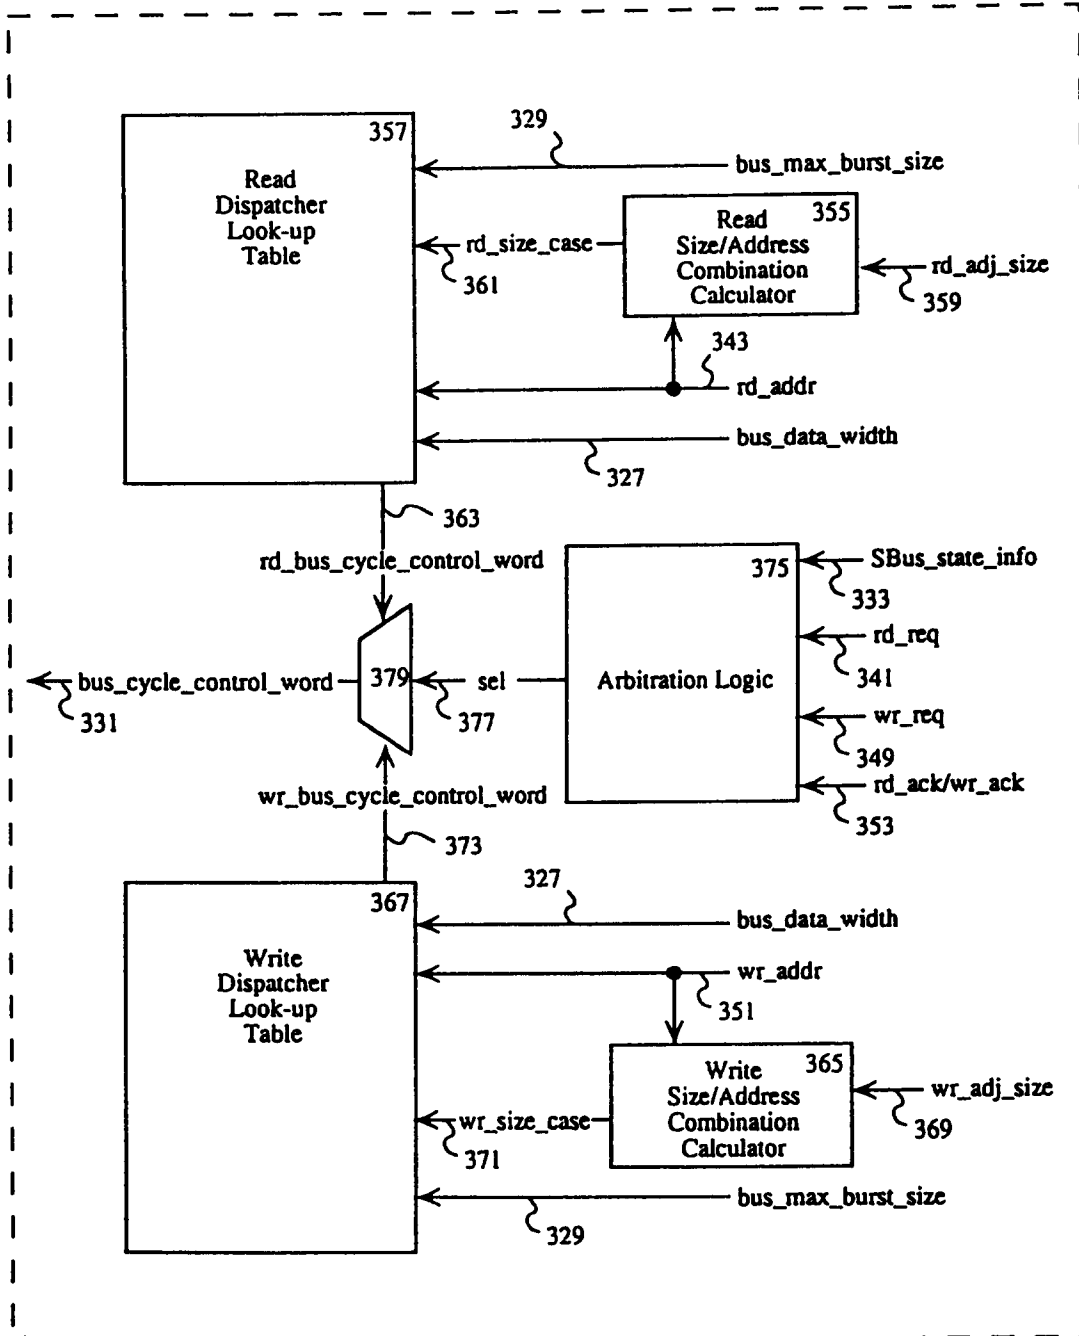 329
357
bus_max_burst_size
Read
Dispatcher
Look-up
Table
355
Read
Size/Address
Combination
Calculator
rd_size_case
361
rd_adj_size
359
343
rd_addr
bus_data_width
327
363
rd_bus_cycle_control_word
375
SBus_state_info
333
rd_req
341
bus_cycle_control_word
331
379
sel
377
Arbitration Logic
wr_req
349
rd_ack/wr_ack
353
wr_bus_cycle_control_word
373
327
367
bus_data_width
Write
Dispatcher
Look-up
Table
wr_addr
351
365
Write
Size/Address
Combination
Calculator
wr_adj_size
369
wr_size_case
371
bus_max_burst_size
329